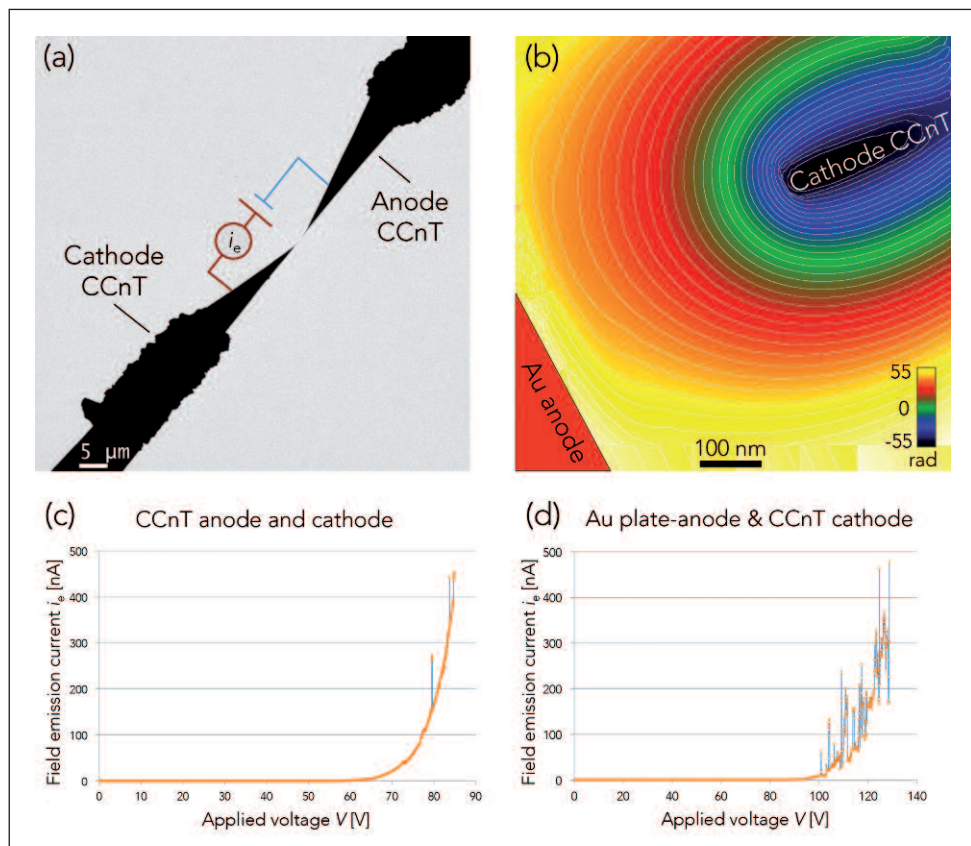 (a)
Anode
CCnT
i_e
Cathode
CCnT
5 µm
(b)
Cathode CCnT
Au anode
100 nm
55
0
-55
rad
(c) CCnT anode and cathode
Field emission current i_e [nA]
500
400
300
200
100
0
0 10 20 30 40 50 60 70 80 90
Applied voltage V [V]
(d) Au plate-anode & CCnT cathode
Field emission current i_e [nA]
500
400
300
200
100
0
0 20 40 60 80 100 120 140
Applied voltage V [V]